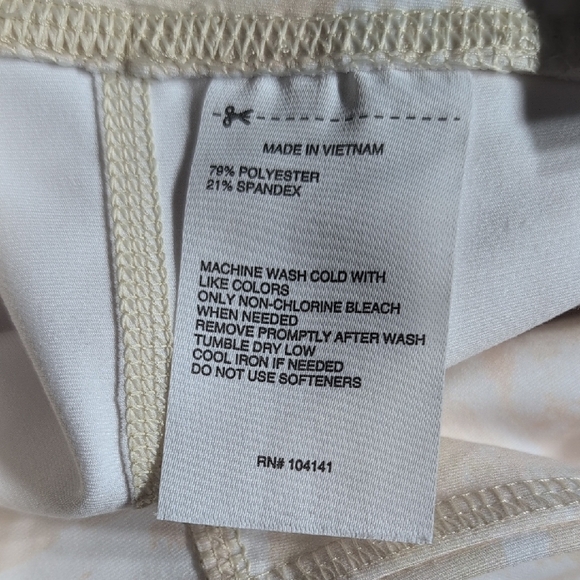 MADE IN VIETNAM
79% POLYESTER
21% SPANDEX
MACHINE WASH COLD WITH
LIKE COLORS
ONLY NON-CHLORINE BLEACH
WHEN NEEDED
REMOVE PROMPTLY AFTER WASH
TUMBLE DRY LOW
COOL IRON IF NEEDED
DO NOT USE SOFTENERS
RN# 104141